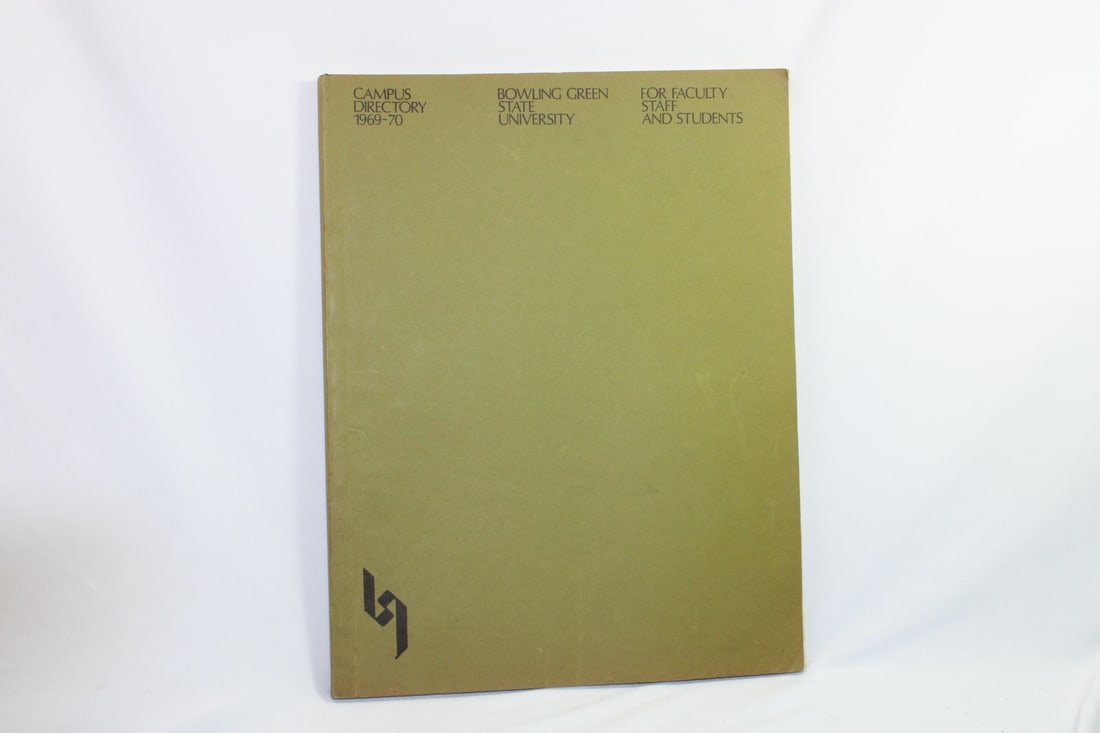 CAMPUS
DIRECTORY
1969-70
BOWLING GREEN
STATE
UNIVERSITY
FOR FACULTY
STAFF
AND STUDENTS